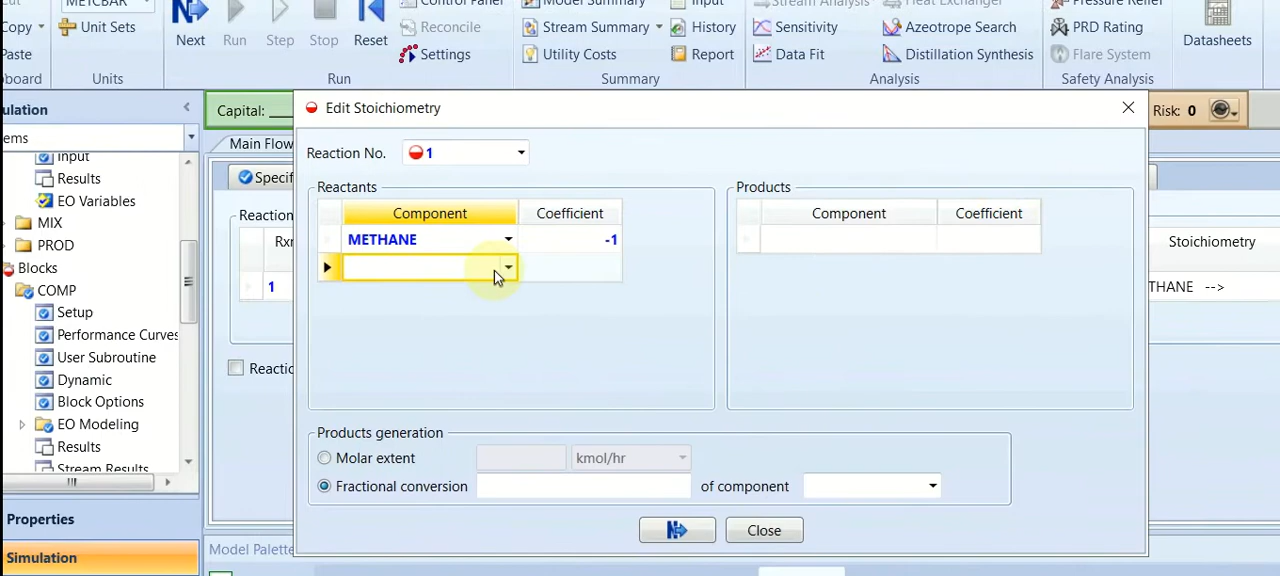 METCBAR
Control Panel
Model Summary
Input
Stream Analysis
Heat Exchanger
Pressure Relief
Copy
Unit Sets
Next
Run
Step
Stop
Reset
Reconcile
Stream Summary
History
Sensitivity
Azeotrope Search
PRD Rating
Datasheets
Paste
Settings
Utility Costs
Report
Data Fit
Distillation Synthesis
Flare System
board
Units
Run
Summary
Analysis
Safety Analysis
ulation
Capital:
Edit Stoichiometry
Risk: 0
ems
Main Flow
Input
Results
EO Variables
MIX
PROD
Blocks
COMP
Setup
Performance Curves
User Subroutine
Dynamic
Block Options
EO Modeling
Results
Stream Results
Properties
Simulation
Specif
Reaction
Rxn
1
Reactio
Reaction No.
1
Reactants
Component
Coefficient
METHANE
-1
Products
Component
Coefficient
Stoichiometry
THANE -->
Products generation
Molar extent
kmol/hr
Fractional conversion
of component
Close
Model Palette